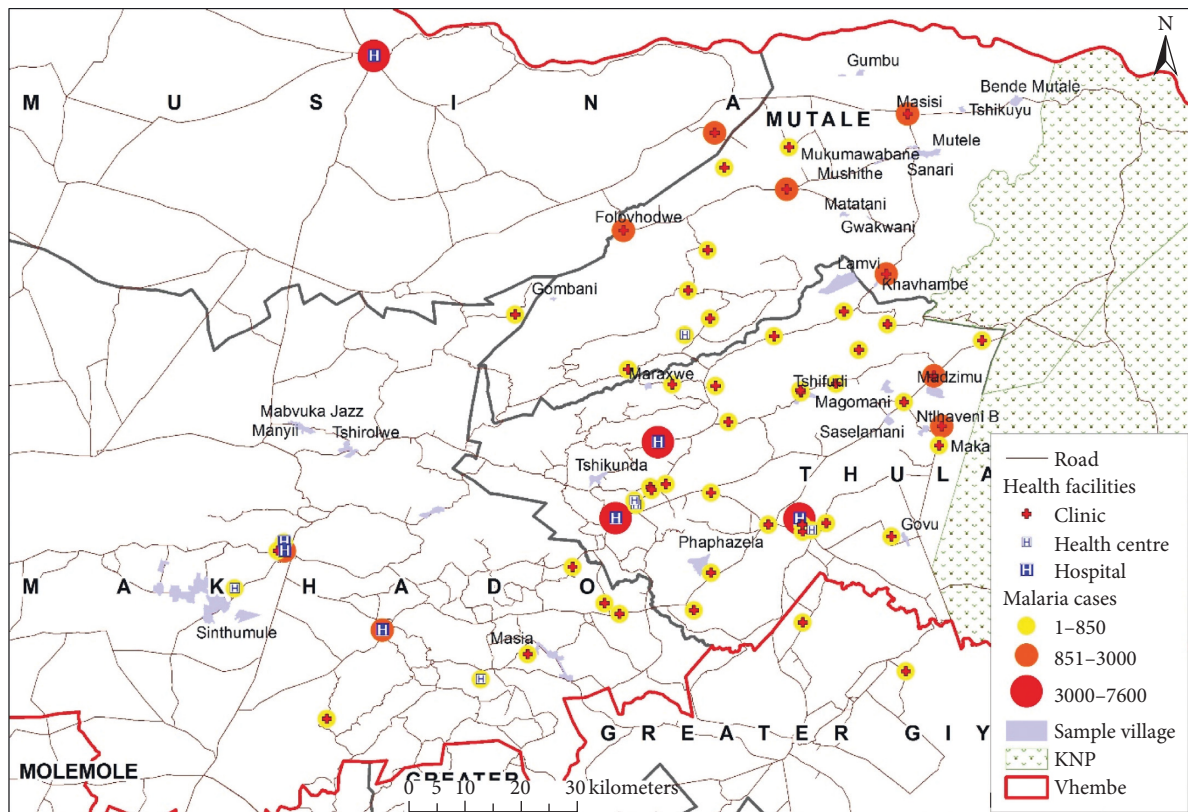 N
Gumbu
Bende Mutale
M U S I N A
Masisi
Tshikuyu
MUTALE
Mutele
Mukumawabane
Sanari
Mushithe
Matatani
Folovhodwe
Gwakwani
Lamvi
Khavhambe
Gombani
H
Maraxwe
Tshifudi
Madzimu
Magomani
Mabvuka Jazz
Manyii
Tshirolwe
Saselamani
Ntlhaveni B
Maka
H
Tshikunda
T H U L A
H
H
H
H
Govu
Phaphazela
H
M A K H A D O
H
Sinthumule
H
Masia
H
G R E A T E R G I Y
MOLEMOLE
GREATER
0 5 10 20 30 kilometers
Road
Health facilities
Clinic
H Health centre
H Hospital
Malaria cases
1–850
851–3000
3000–7600
Sample village
KNP
Vhembe